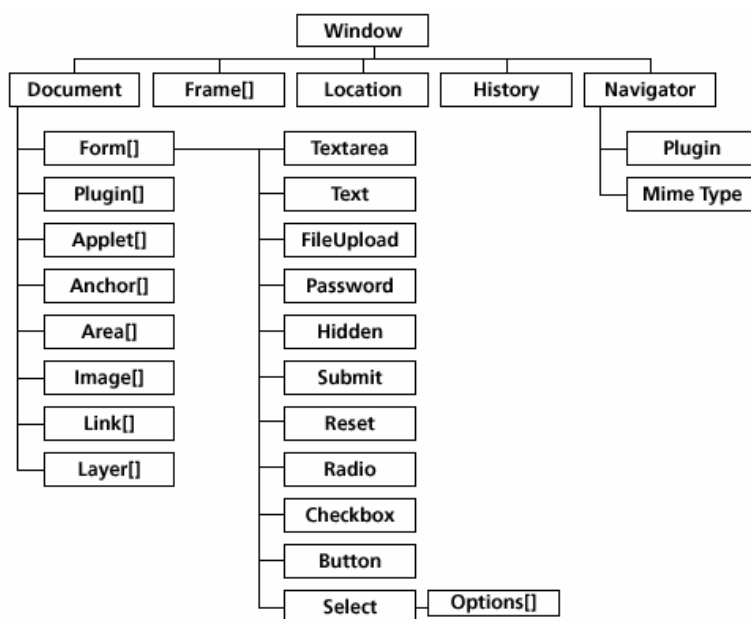 Window
Document Frame[] Location History Navigator
Form[] Textarea Plugin
Plugin[] Text Mime Type
Applet[] FileUpload
Anchor[] Password
Area[] Hidden
Image[] Submit
Link[] Reset
Layer[] Radio
Checkbox
Button
Select Options[]